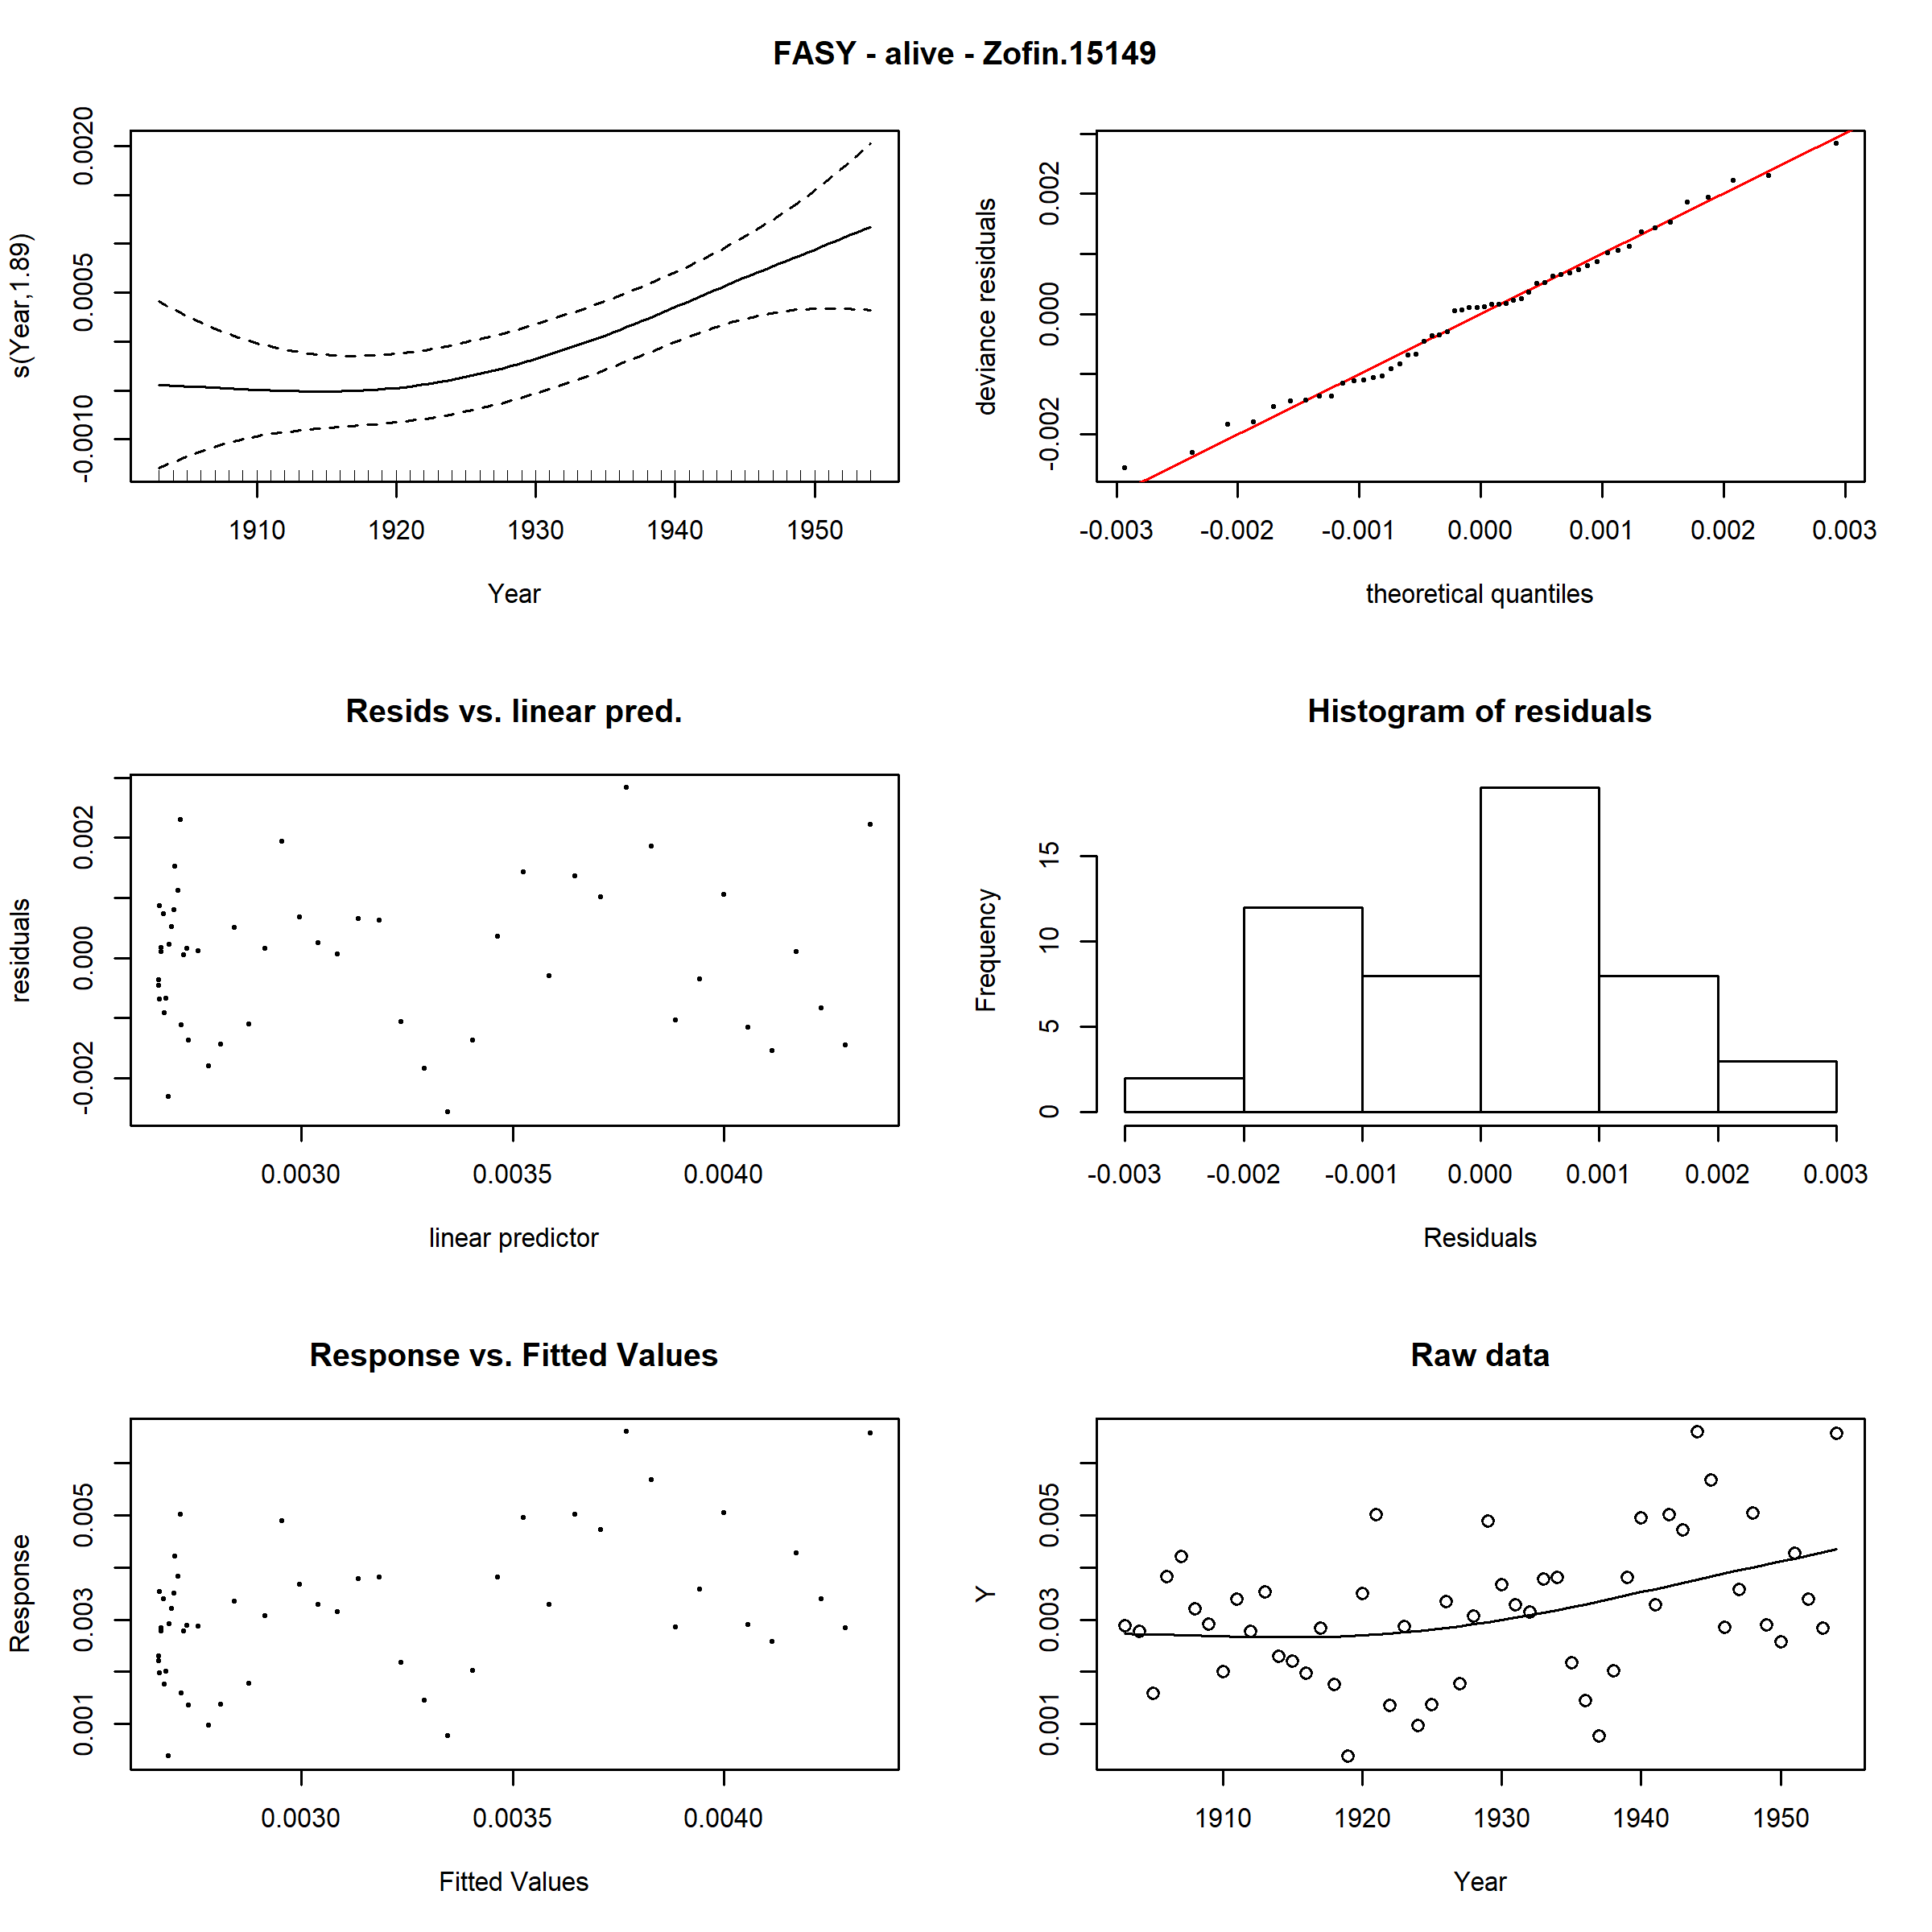 FASY - alive - Zofin.15149
s(Year,1.89)
0.0020
0.0005
-0.0010
1910 1920 1930 1940 1950
Year
deviance residuals
0.002
0.000
-0.002
-0.003 -0.002 -0.001 0.000 0.001 0.002 0.003
theoretical quantiles
Resids vs. linear pred.
residuals
0.002
0.000
-0.002
0.0030 0.0035 0.0040
linear predictor
Histogram of residuals
Frequency
15
10
5
0
-0.003 -0.002 -0.001 0.000 0.001 0.002 0.003
Residuals
Response vs. Fitted Values
Response
0.005
0.003
0.001
0.0030 0.0035 0.0040
Fitted Values
Raw data
Y
0.005
0.003
0.001
1910 1920 1930 1940 1950
Year